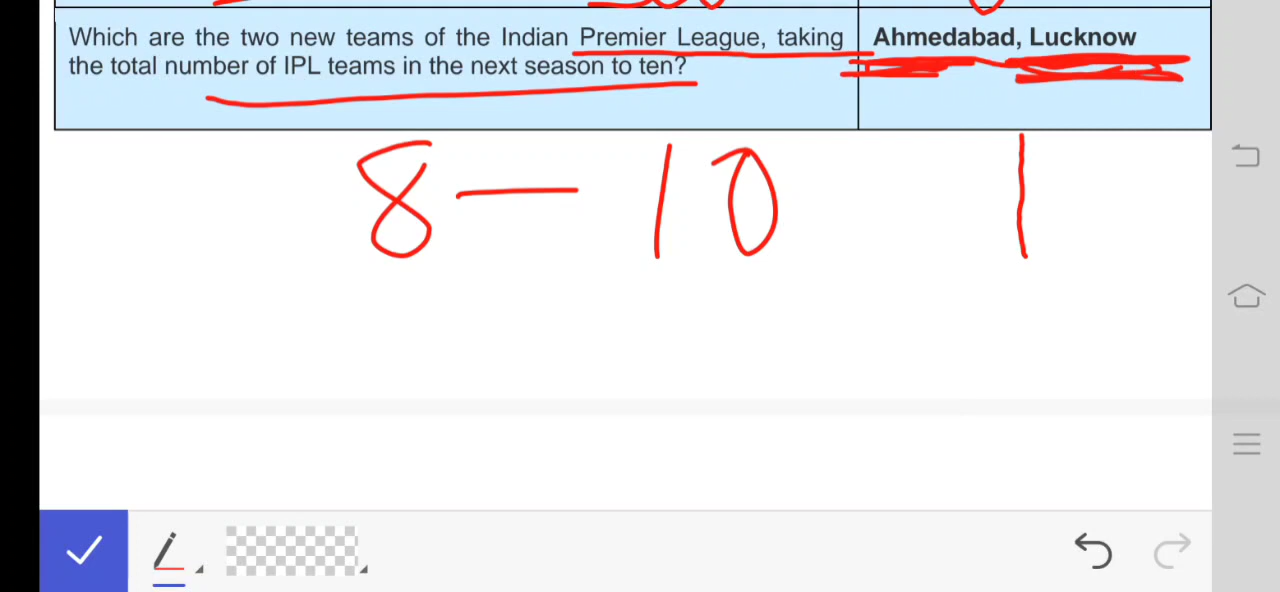 Which are the two new teams of the Indian Premier League, taking
the total number of IPL teams in the next season to ten?
Ahmedabad, Lucknow
8 — 10 1